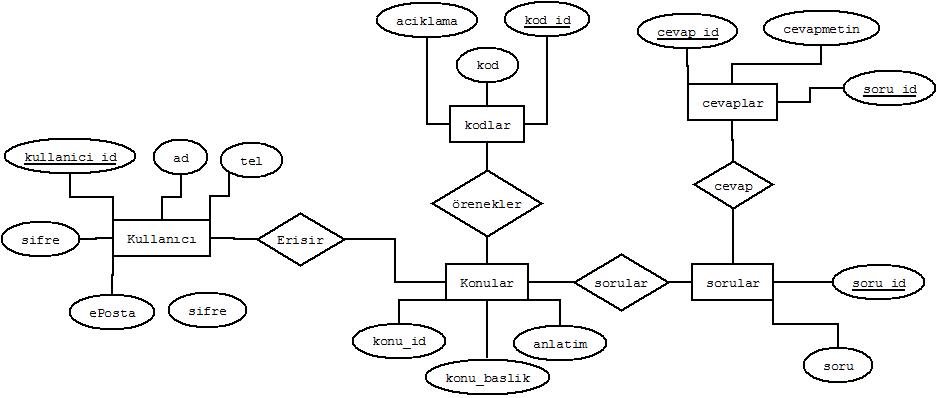 aciklama
kod_id
kod
kodlar
cevap_id
cevapmetin
soru_id
cevaplar
kullanici_id
ad
tel
sifre
Kullanıcı
ePosta
sifre
Erisir
örenekler
cevap
Konular
sorular
sorular
soru_id
konu_id
konu_baslik
anlatim
soru